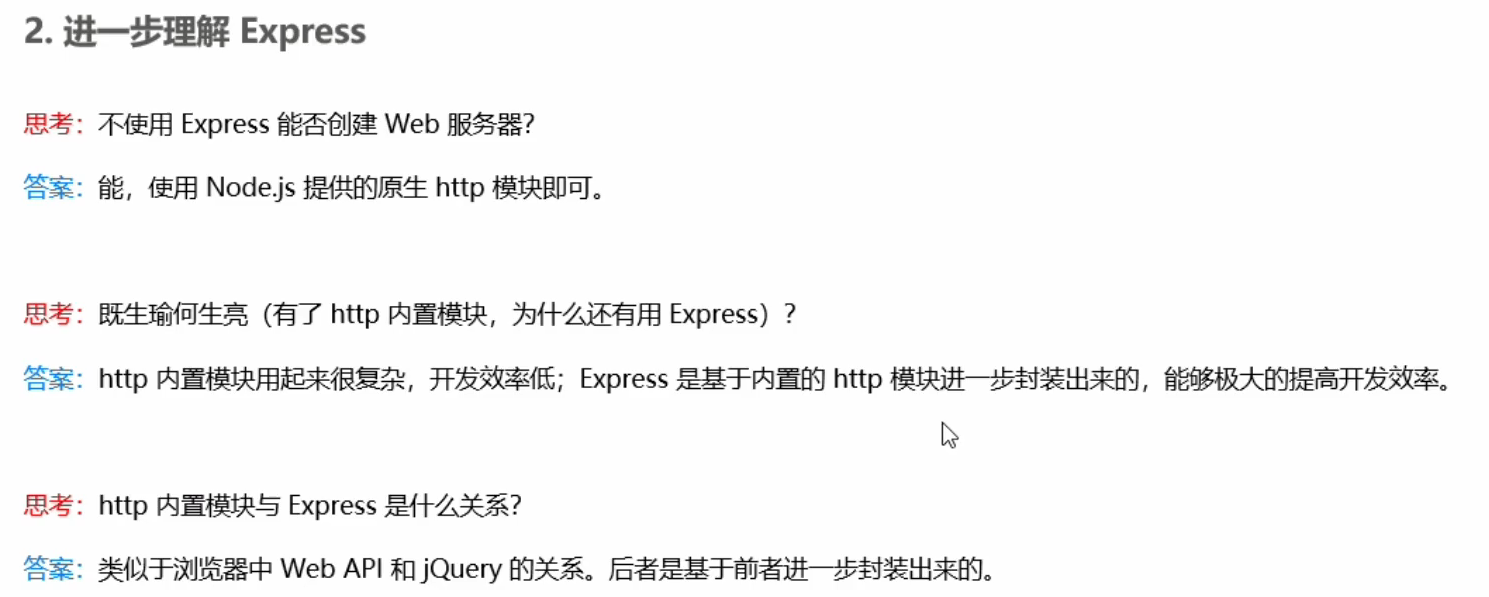 2. 进一步理解 Express
思考：不使用 Express 能否创建 Web 服务器？
答案：能，使用 Node.js 提供的原生 http 模块即可。
思考：既生瑜何生亮（有了 http 内置模块，为什么还有用 Express）？
答案：http 内置模块用起来很复杂，开发效率低；Express 是基于内置的 http 模块进一步封装出来的，能够极大的提高开发效率。
思考：http 内置模块与 Express 是什么关系？
答案：类似于浏览器中 Web API 和 jQuery 的关系。后者是基于前者进一步封装出来的。